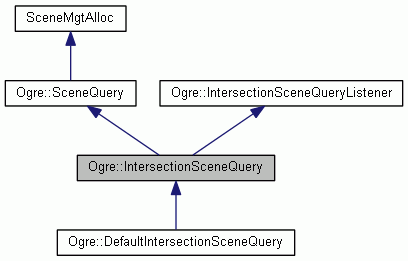 SceneMgtAlloc
Ogre::SceneQuery
Ogre::IntersectionSceneQueryListener
Ogre::IntersectionSceneQuery
Ogre::DefaultIntersectionSceneQuery